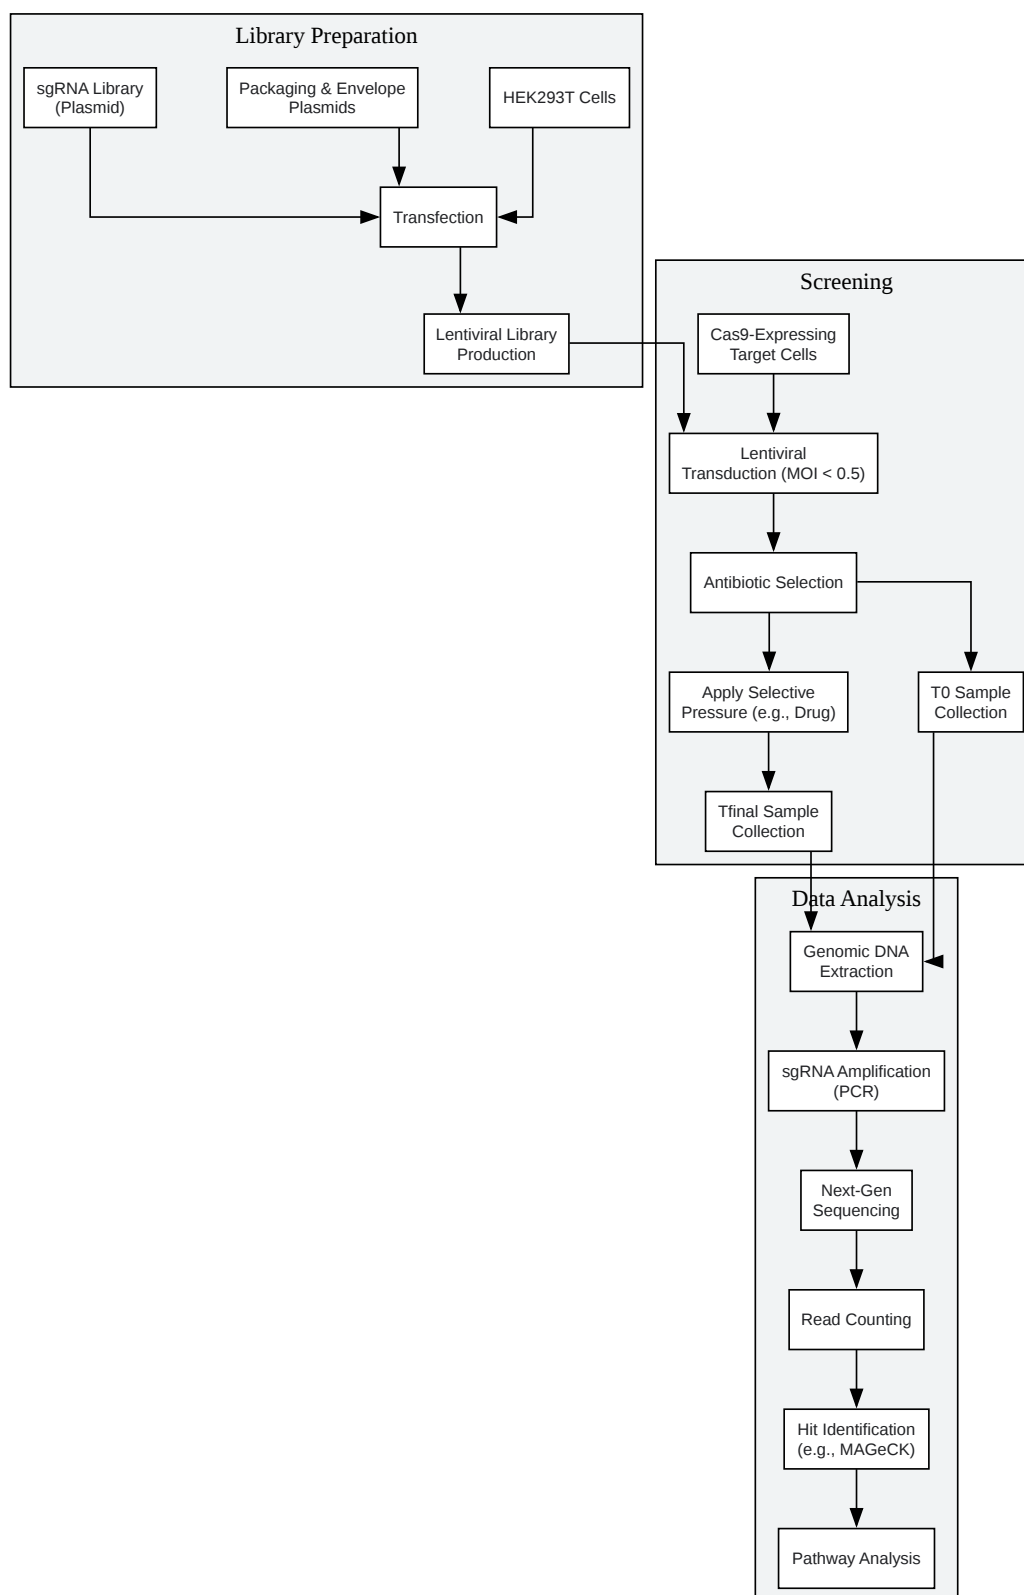 Library Preparation
sgRNA Library
(Plasmid)
Packaging & Envelope
Plasmids
HEK293T Cells
Transfection
Lentiviral Library
Production
Screening
Cas9-Expressing
Target Cells
Lentiviral
Transduction (MOI < 0.5)
Antibiotic Selection
Apply Selective
Pressure (e.g., Drug)
T0 Sample
Collection
Tfinal Sample
Collection
Data Analysis
Genomic DNA
Extraction
sgRNA Amplification
(PCR)
Next-Gen
Sequencing
Read Counting
Hit Identification
(e.g., MAGeCK)
Pathway Analysis